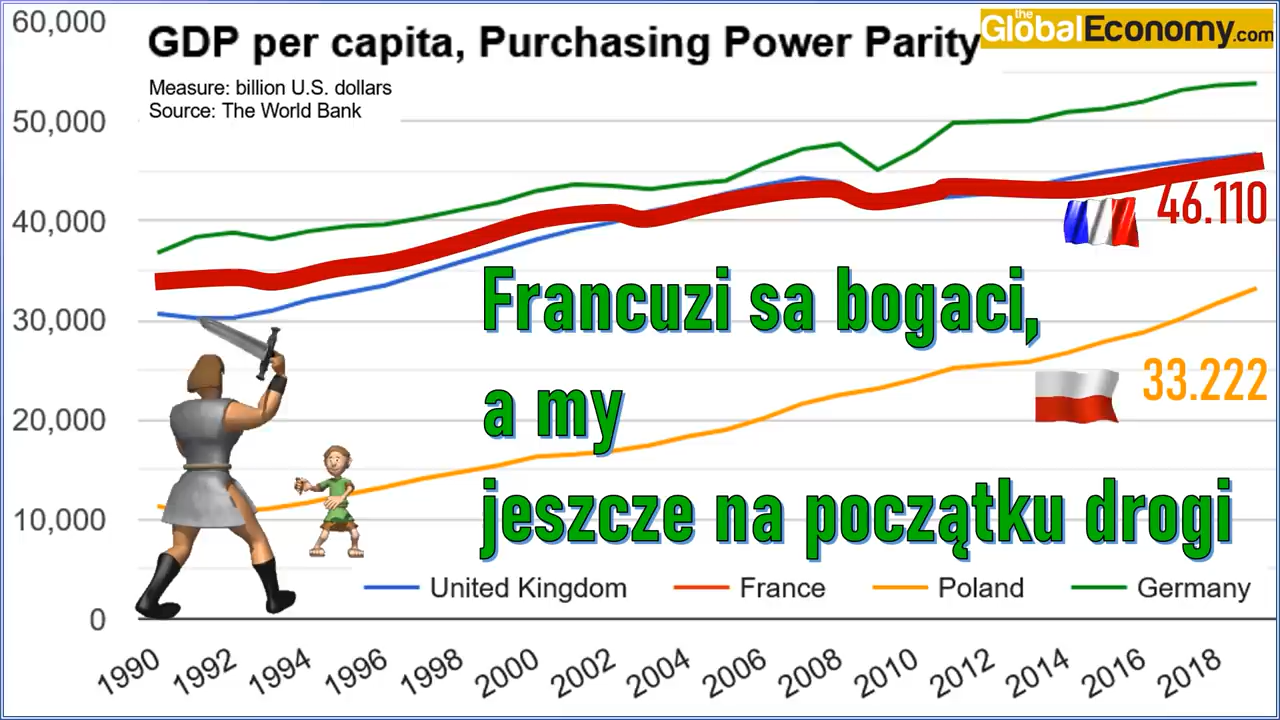 60,000
GDP per capita, Purchasing Power Parity
the
GlobalEconomy.com
Measure: billion U.S. dollars
Source: The World Bank
50,000
40,000
46.110
30,000
Francuzi sa bogaci,
33.222
20,000
a my
10,000
jeszcze na początku drogi
United Kingdom France Poland Germany
0
1990 1992 1994 1996 1998 2000 2002 2004 2006 2008 2010 2012 2014 2016 2018